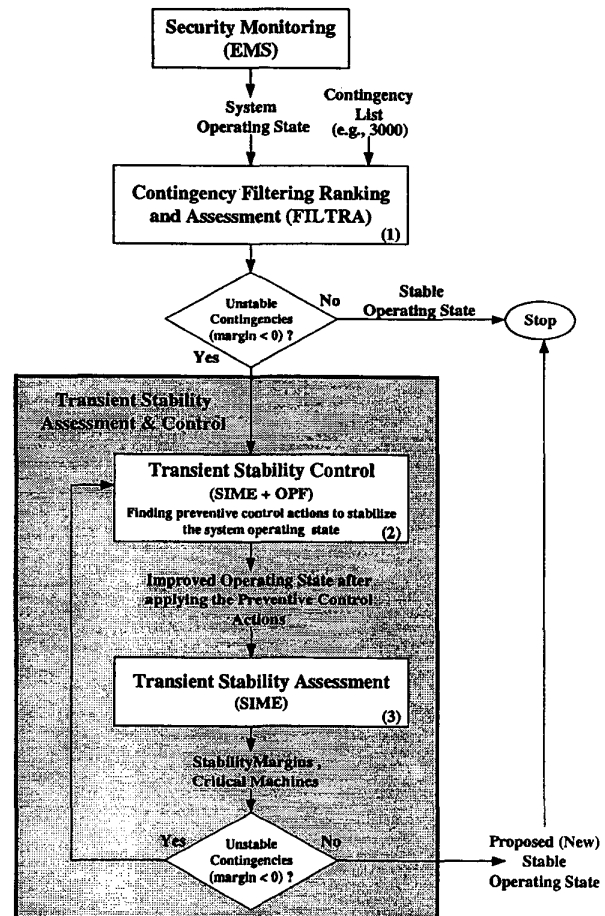 Security Monitoring
(EMS)
System
Operating State
Contingency
List
(e.g., 3000)
Contingency Filtering Ranking
and Assessment (FILTRA)
(1)
Unstable
Contingencies
(margin < 0) ?
No
Stable
Operating State
Stop
Yes
Transient Stability
Assessment & Control
Transient Stability Control
(SIME + OPF)
Finding preventive control actions to stabilize
the system operating state
(2)
Improved Operating State after
applying the Preventive Control
Actions
Transient Stability Assessment
(SIME)
(3)
StabilityMargins ,
Critical Machines
Yes
Unstable
Contingencies
(margin < 0) ?
No
Proposed (New)
Stable
Operating State